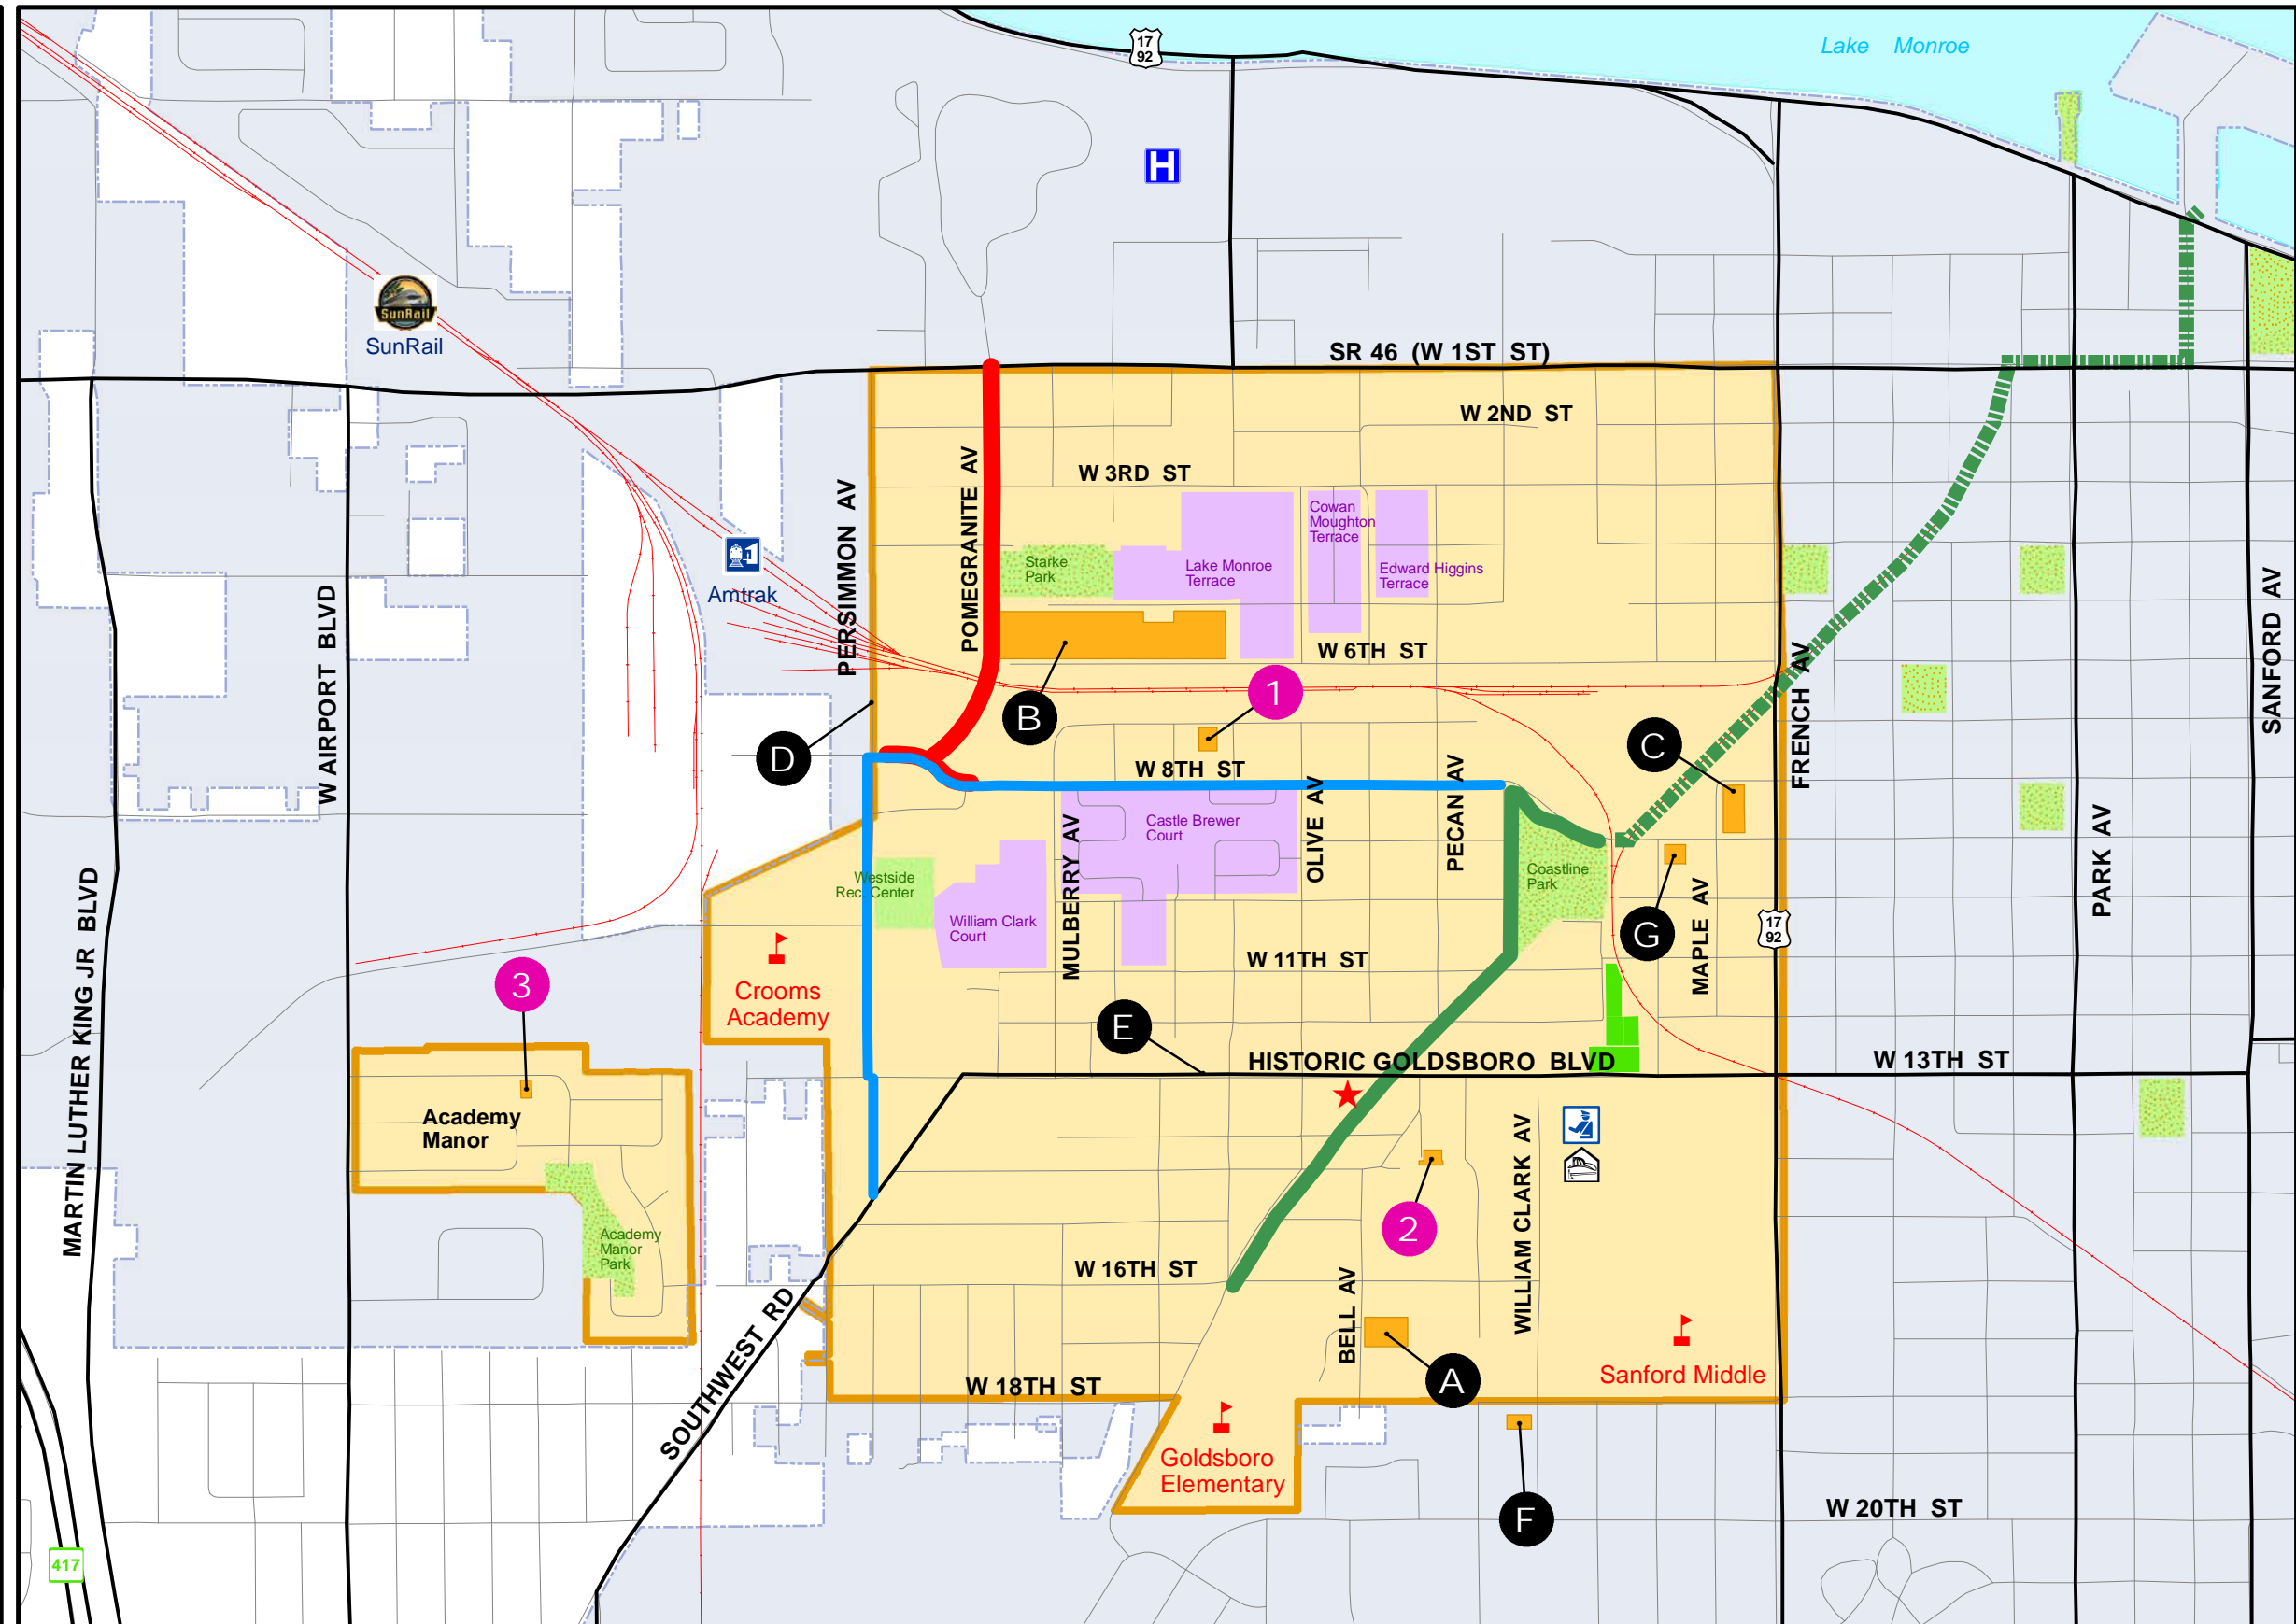 17
92
Lake Monroe
H
SunRail
SunRail
SR 46 (W 1ST ST)
W 2ND ST
W 3RD ST
PERSIMMON AV
POMEGRANITE AV
Cowan
Moughton
Terrace
Starke
Park
Lake Monroe
Terrace
Edward Higgins
Terrace
Amtrak
W AIRPORT BLVD
W 6TH ST
SANFORD AV
FRENCH AV
1
B
C
D
W 8TH ST
OLIVE AV
PECAN AV
MULBERRY AV
Castle Brewer
Court
PARK AV
Westside
Rec. Center
Coastline
Park
William Clark
Court
MARTIN LUTHER KING JR BLVD
G
MAPLE AV
17
92
W 11TH ST
3
Crooms
Academy
E
HISTORIC GOLDSBORO BLVD
W 13TH ST
Academy
Manor
WILLIAM CLARK AV
2
Academy
Manor
Park
W 16TH ST
BELL AV
SOUTHWEST RD
A
Sanford Middle
W 18TH ST
Goldsboro
Elementary
F
W 20TH ST
417